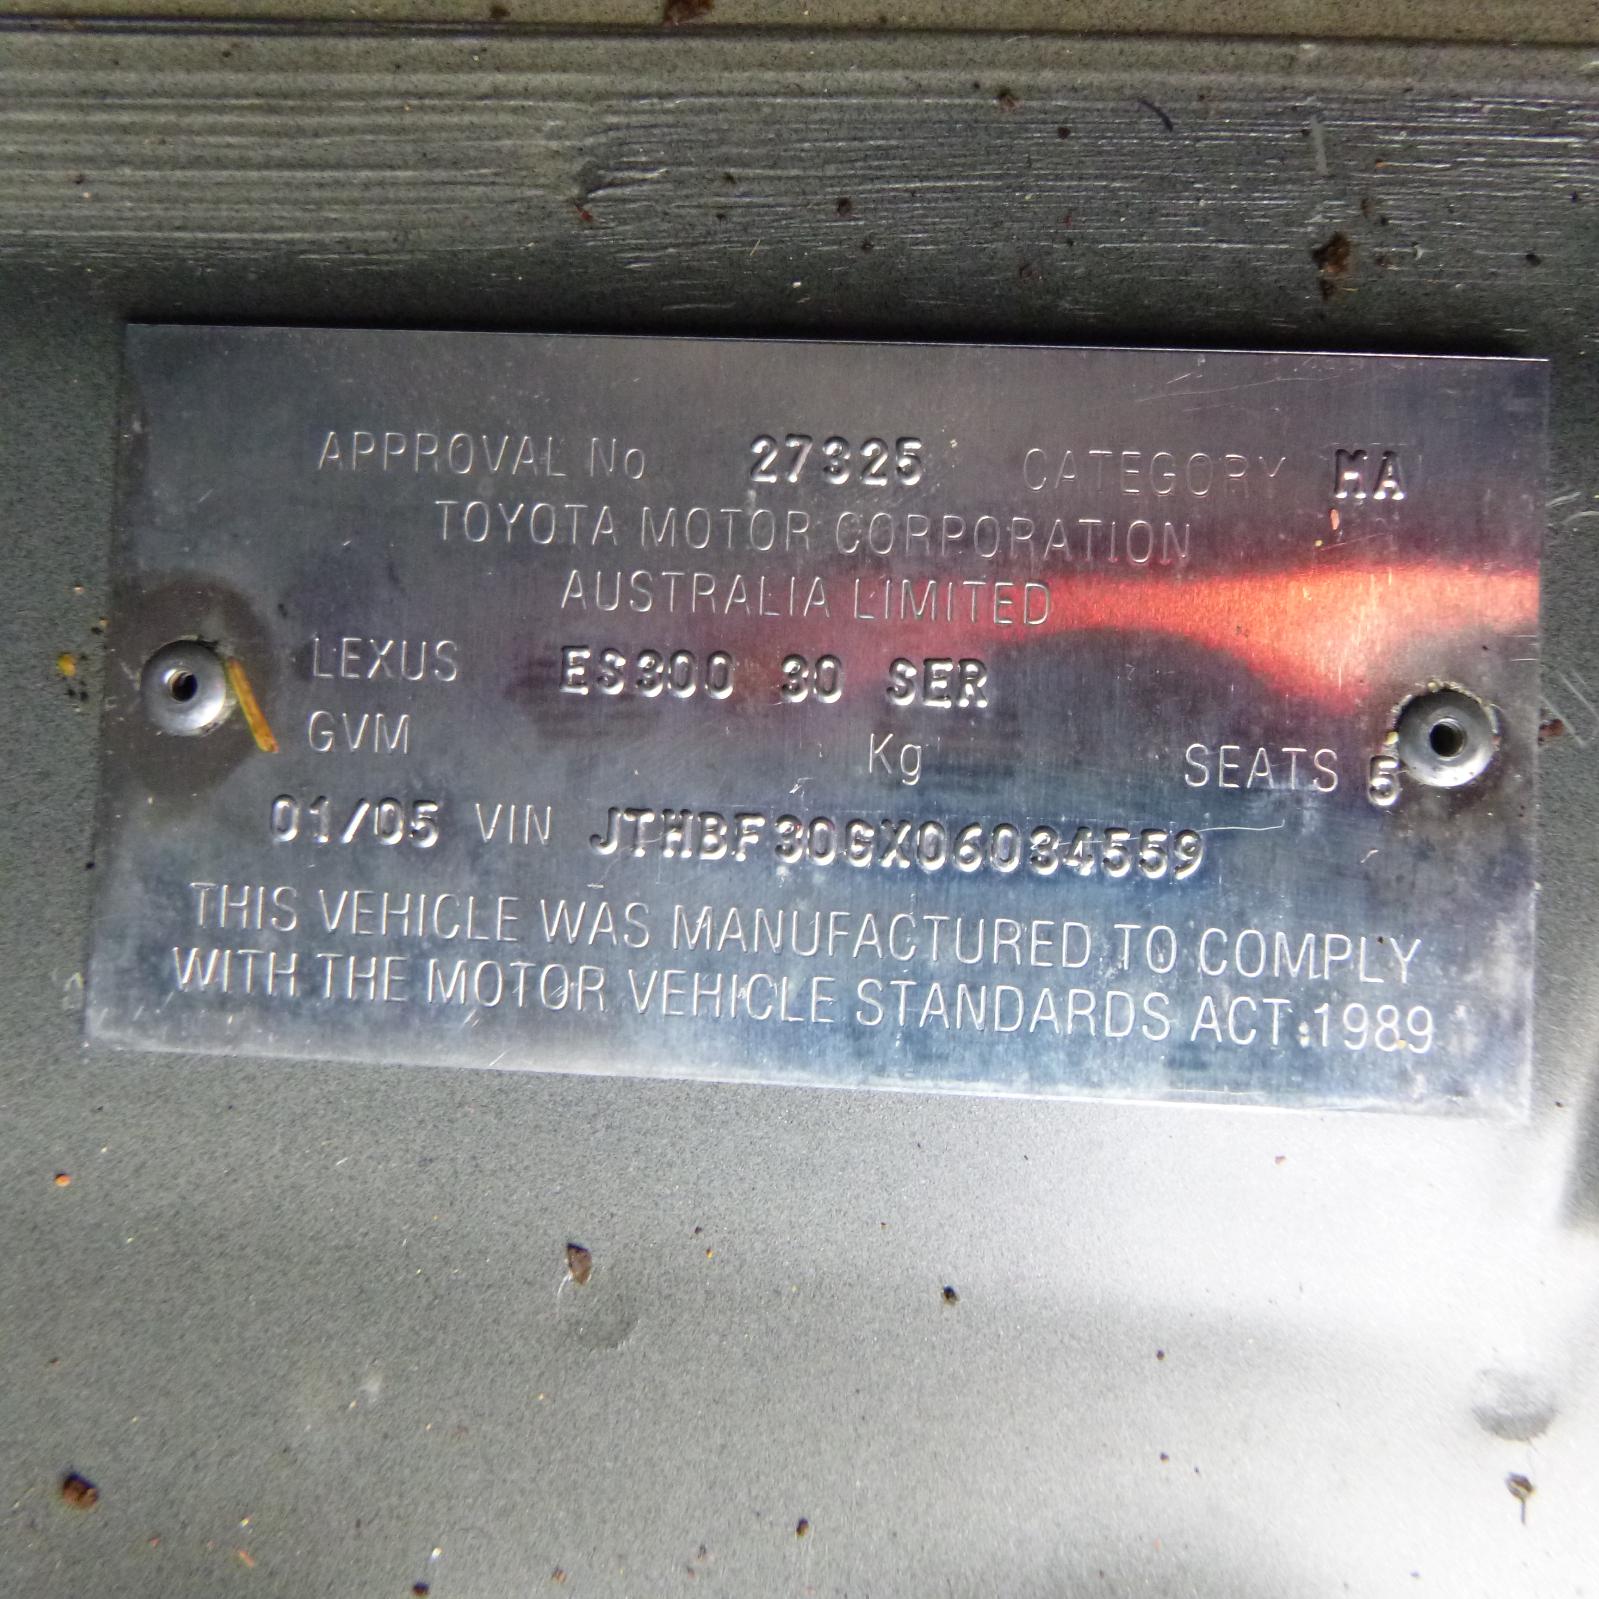 APPROVAL No 27325 CATEGORY MA
TOYOTA MOTOR CORPORATION
AUSTRALIA LIMITED
LEXUS ES300 30 SER
GVM Kg SEATS 5
01/05 VIN JTHBF30GX06034559
THIS VEHICLE WAS MANUFACTURED TO COMPLY
WITH THE MOTOR VEHICLE STANDARDS ACT 1989